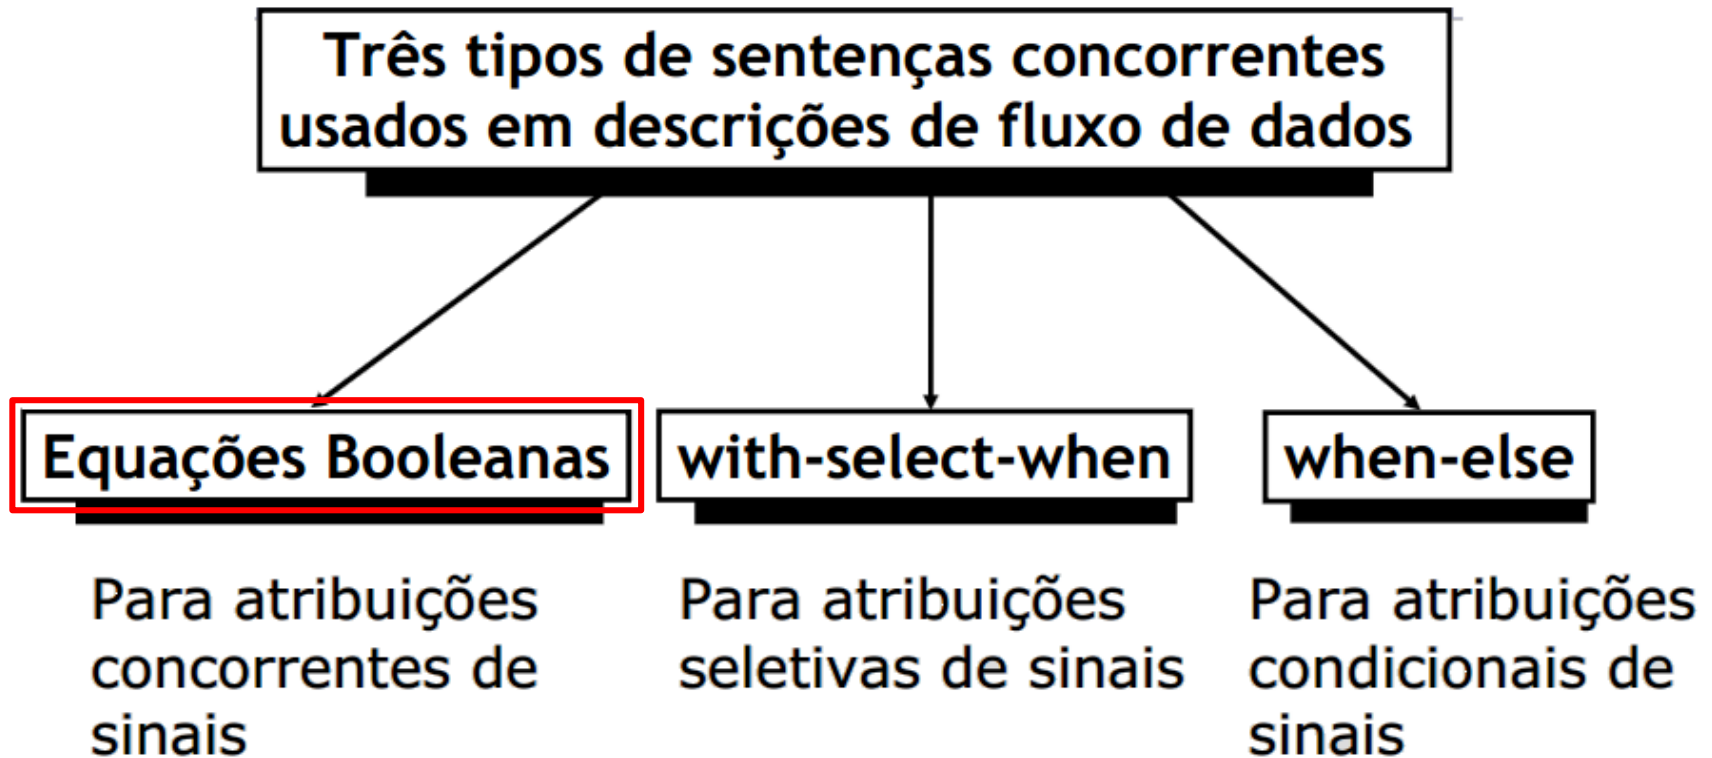 Três tipos de sentenças concorrentes
usados em descrições de fluxo de dados
Equações Booleanas
with-select-when
when-else
Para atribuições
concorrentes de
sinais
Para atribuições
seletivas de sinais
Para atribuições
condicionais de
sinais